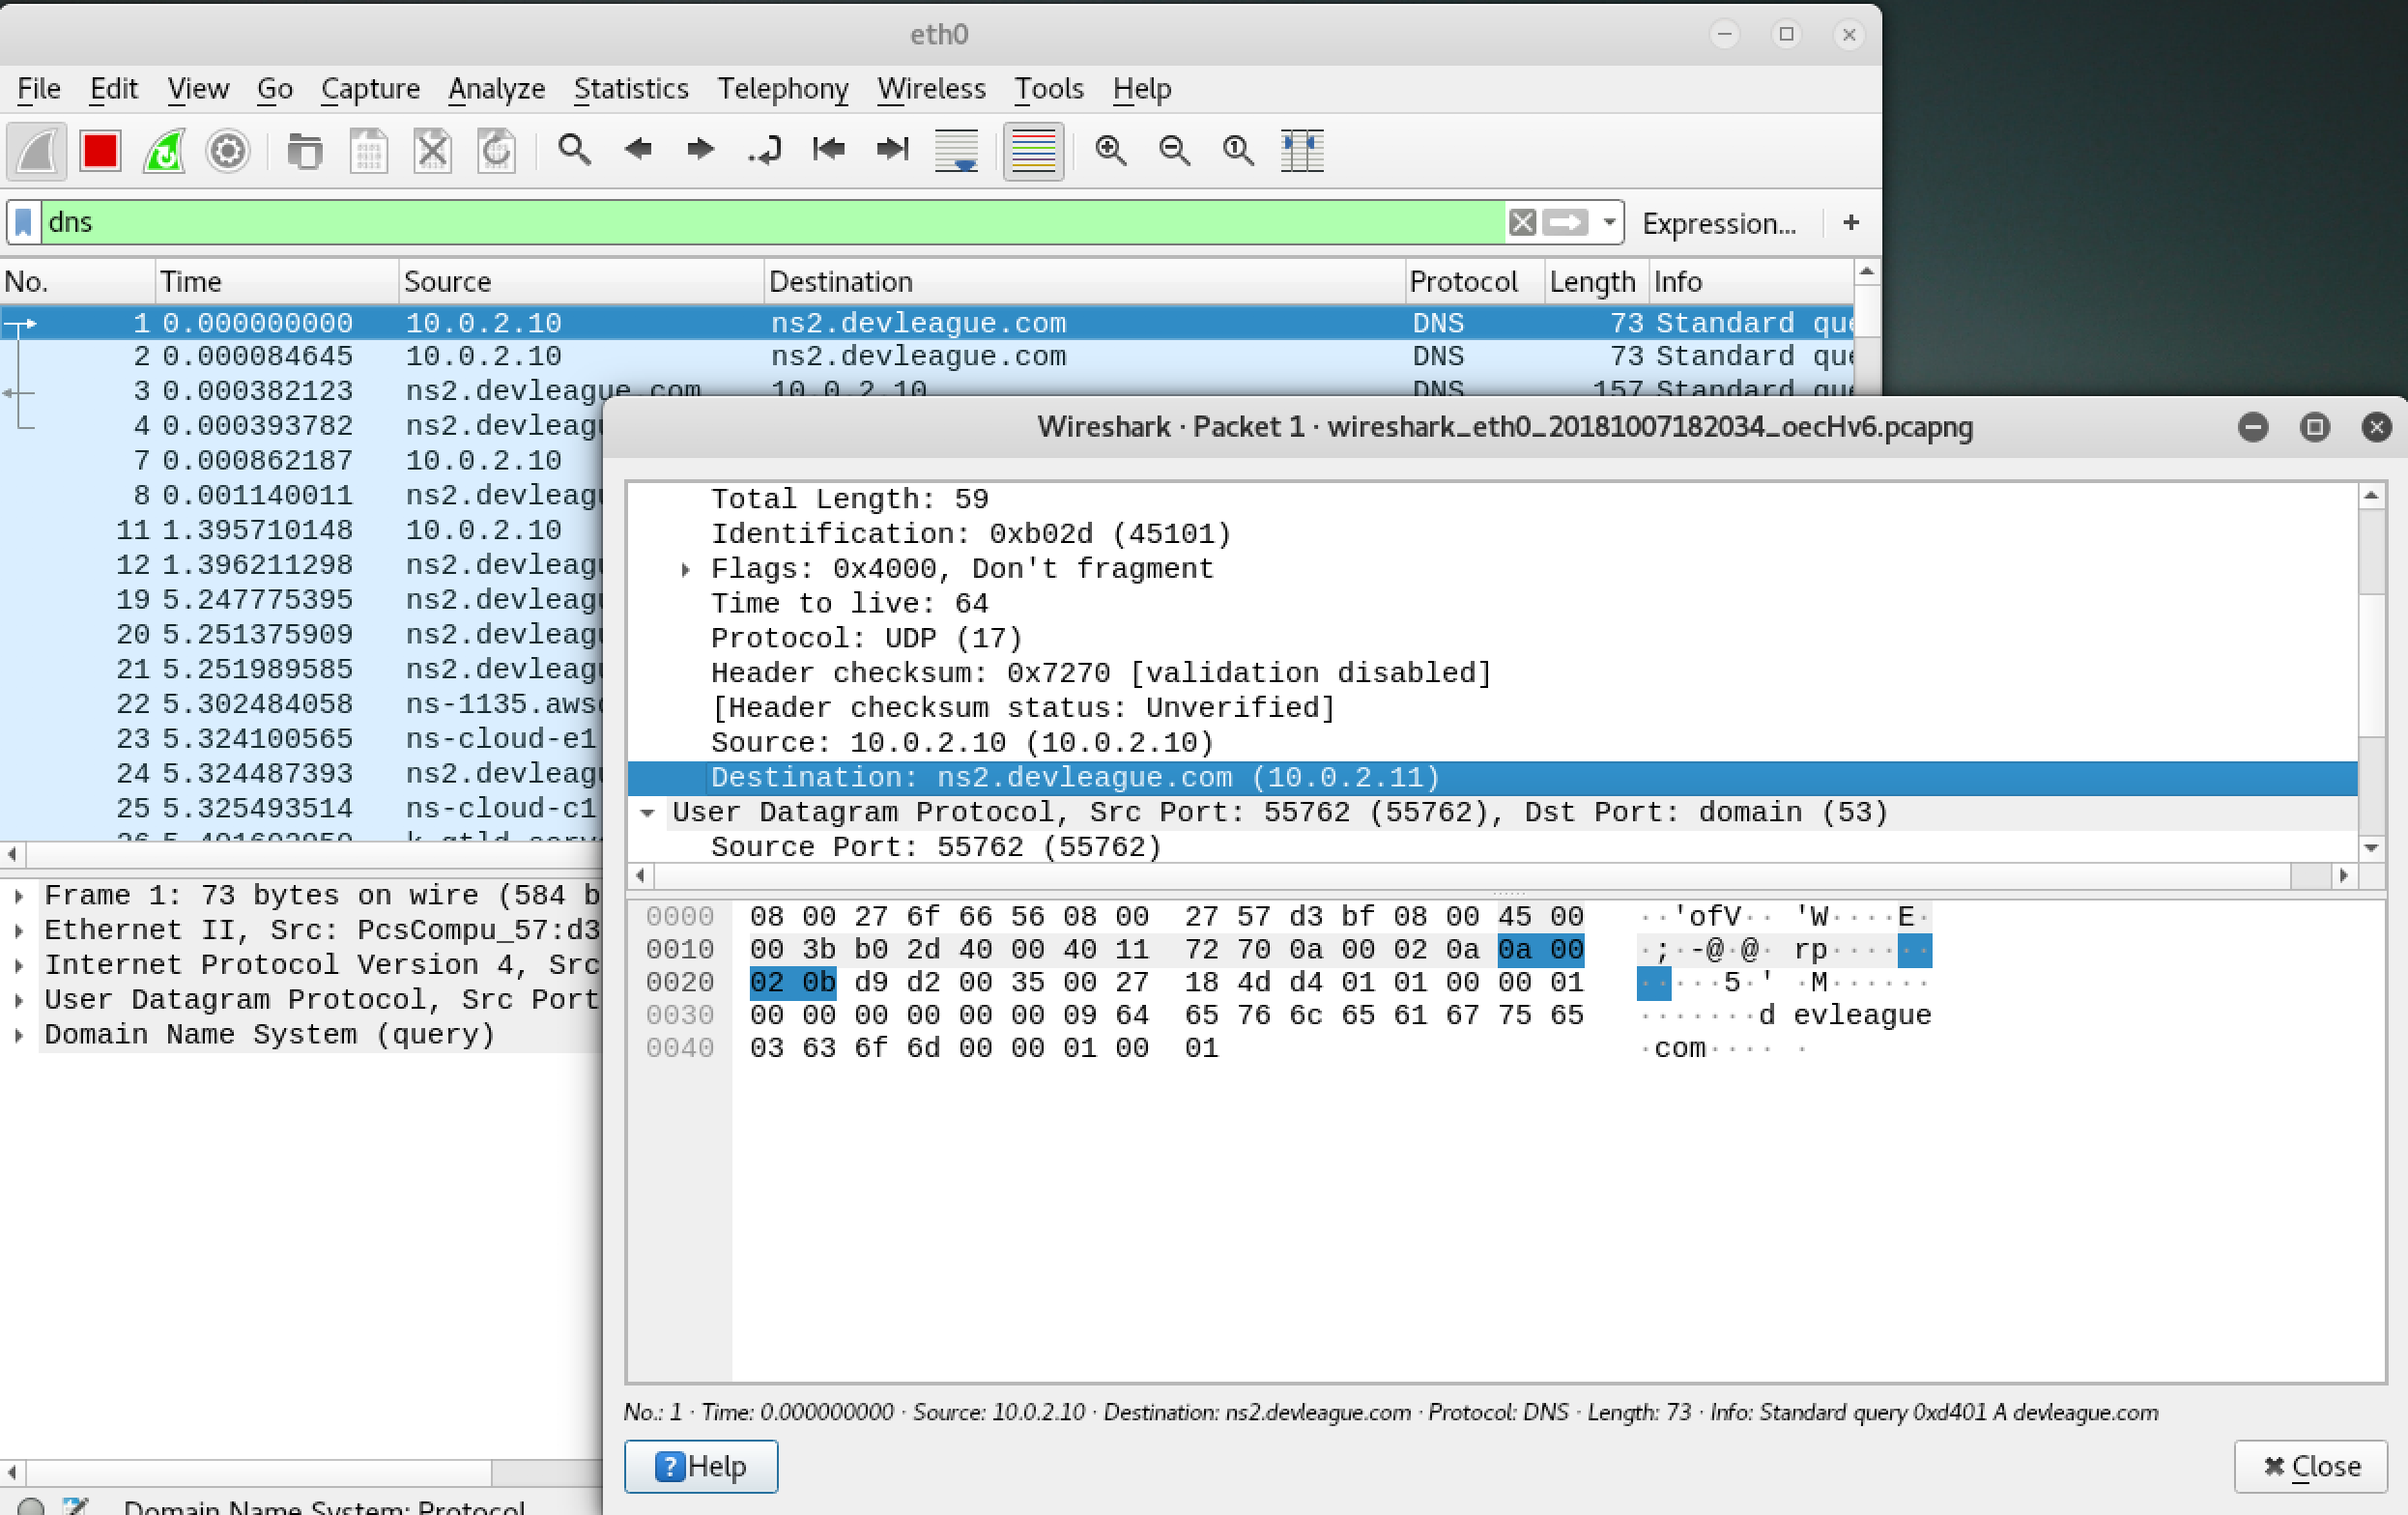 eth0
File Edit View Go Capture Analyze Statistics Telephony Wireless Tools Help
dns
Expression... +
No. Time Source Destination Protocol Length Info
1 0.000000000 10.0.2.10 ns2.devleague.com DNS 73 Standard que
2 0.000084645 10.0.2.10 ns2.devleague.com DNS 73 Standard que
3 0.000382123 ns2.devleague.com 10.0.2.10 DNS 157 Standard que
4 0.000393782 ns2.devleagu
7 0.000862187 10.0.2.10
8 0.001140011 ns2.devleagu
11 1.395710148 10.0.2.10
12 1.396211298 ns2.devleagu
19 5.247775395 ns2.devleagu
20 5.251375909 ns2.devleagu
21 5.251989585 ns2.devleagu
22 5.302484058 ns-1135.awsd
23 5.324100565 ns-cloud-e1
24 5.324487393 ns2.devleagu
25 5.325493514 ns-cloud-c1
Frame 1: 73 bytes on wire (584 b
Ethernet II, Src: PcsCompu_57:d3
Internet Protocol Version 4, Src
User Datagram Protocol, Src Port
Domain Name System (query)
Domain Name System: Protocol
Wireshark · Packet 1 · wireshark_eth0_20181007182034_oecHv6.pcapng
Total Length: 59
Identification: 0xb02d (45101)
Flags: 0x4000, Don't fragment
Time to live: 64
Protocol: UDP (17)
Header checksum: 0x7270 [validation disabled]
[Header checksum status: Unverified]
Source: 10.0.2.10 (10.0.2.10)
Destination: ns2.devleague.com (10.0.2.11)
User Datagram Protocol, Src Port: 55762 (55762), Dst Port: domain (53)
Source Port: 55762 (55762)
0000 08 00 27 6f 66 56 08 00 27 57 d3 bf 08 00 45 00 ··'ofV·· 'W····E·
0010 00 3b b0 2d 40 00 40 11 72 70 0a 00 02 0a 0a 00 ·;·-@·@· rp······
0020 02 0b d9 d2 00 35 00 27 18 4d d4 01 01 00 00 01 ·····5·' ·M······
0030 00 00 00 00 00 00 09 64 65 76 6c 65 61 67 75 65 ·······d evleague
0040 03 63 6f 6d 00 00 01 00 01 ·com···· ·
No.: 1 · Time: 0.000000000 · Source: 10.0.2.10 · Destination: ns2.devleague.com · Protocol: DNS · Length: 73 · Info: Standard query 0xd401 A devleague.com
Help
Close